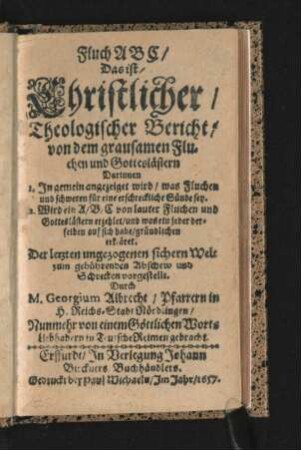 Fluch ABC/
Das ist/
Christlicher/
Theologischer Bericht/
von dem grausamen Flu-
chen und Gotteslästern
Darinnen
1. In gemein angezeiget wird/ was Fluchen
und schweren für eine erschreckliche Sünde sey.
2. Wird ein A/B/C von lauter Fluchen und
Gotteslästern erzehlet/ und was ein jeder der-
selben auf sich habe/ gründlichen
erkläret.
Der letzten ungezogenen sichern Welt
zum gebührenden Abschew und
Schrecken vorgestellt.
Durch
M. Georgium Albrecht/ Pfarrern in
H. Reichs-Stadt Nördlingen/
Nunmehr von einem Göttlichen Worts
Liebhabern in Teutsche Reimen gebracht.
Erffurdt/ In Verlegung Johann
Birckners Buchhändlers.
Gedruckt bey Paul Michaeln/ Im Jahr/1657.